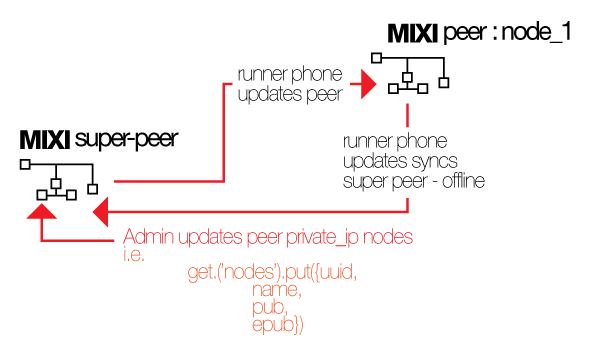 MIXI peer : node_1
runner phone
updates peer
MIXI super-peer
runner phone
updates syncs
super peer - offline
Admin updates peer private_ip nodes
i.e.
get.('nodes').put({uuid,
name,
pub,
epub})